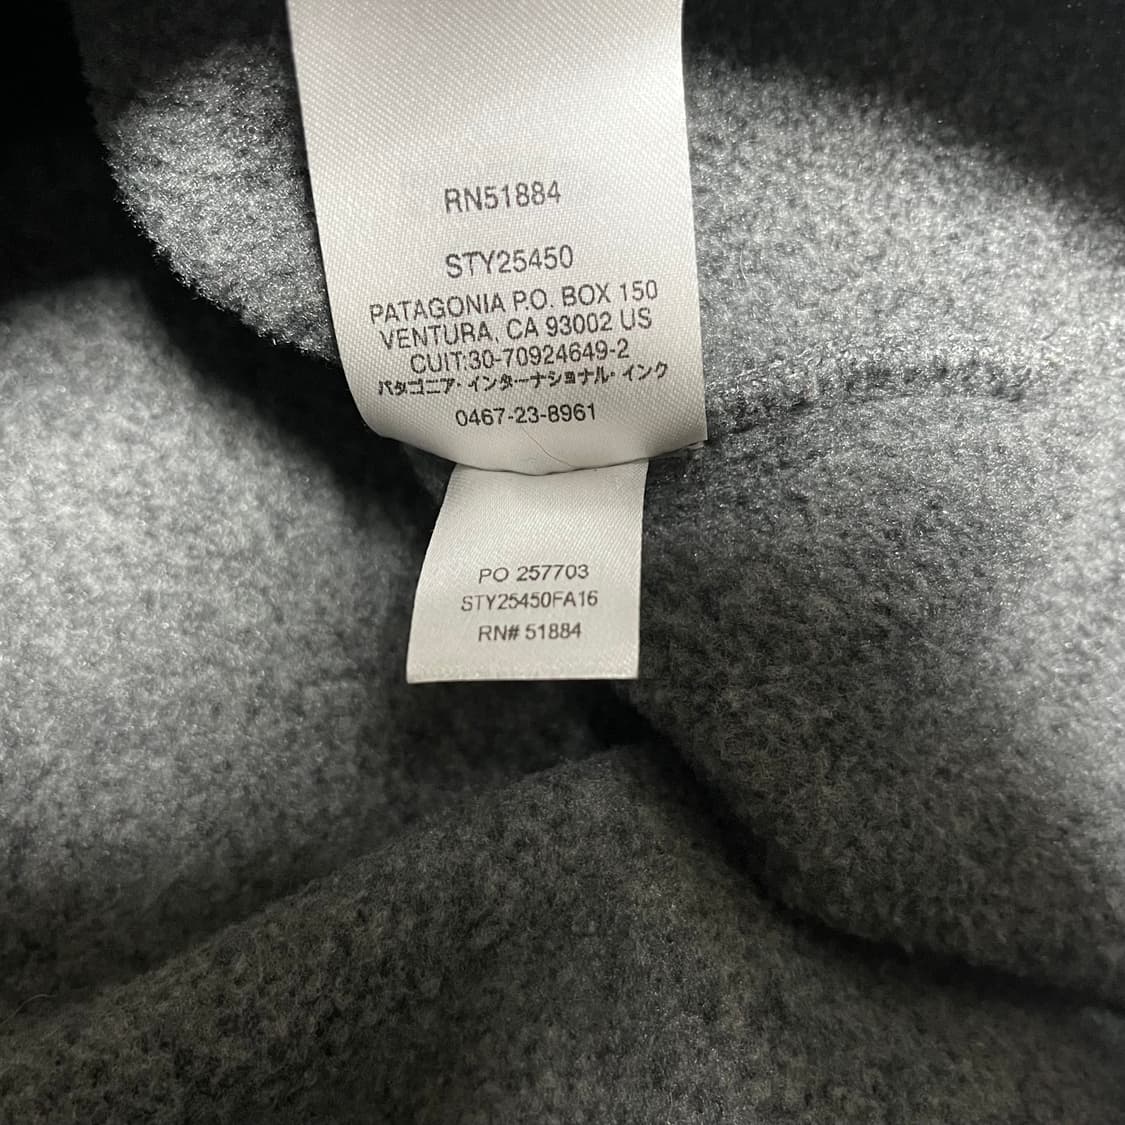 RN51884
STY25450
PATAGONIA P.O. BOX 150
VENTURA, CA 93002 US
CUIT:30-70924649-2
パタゴニア・インターナショナル・インク
0467-23-8961
PO 257703
STY25450FA16
RN# 51884